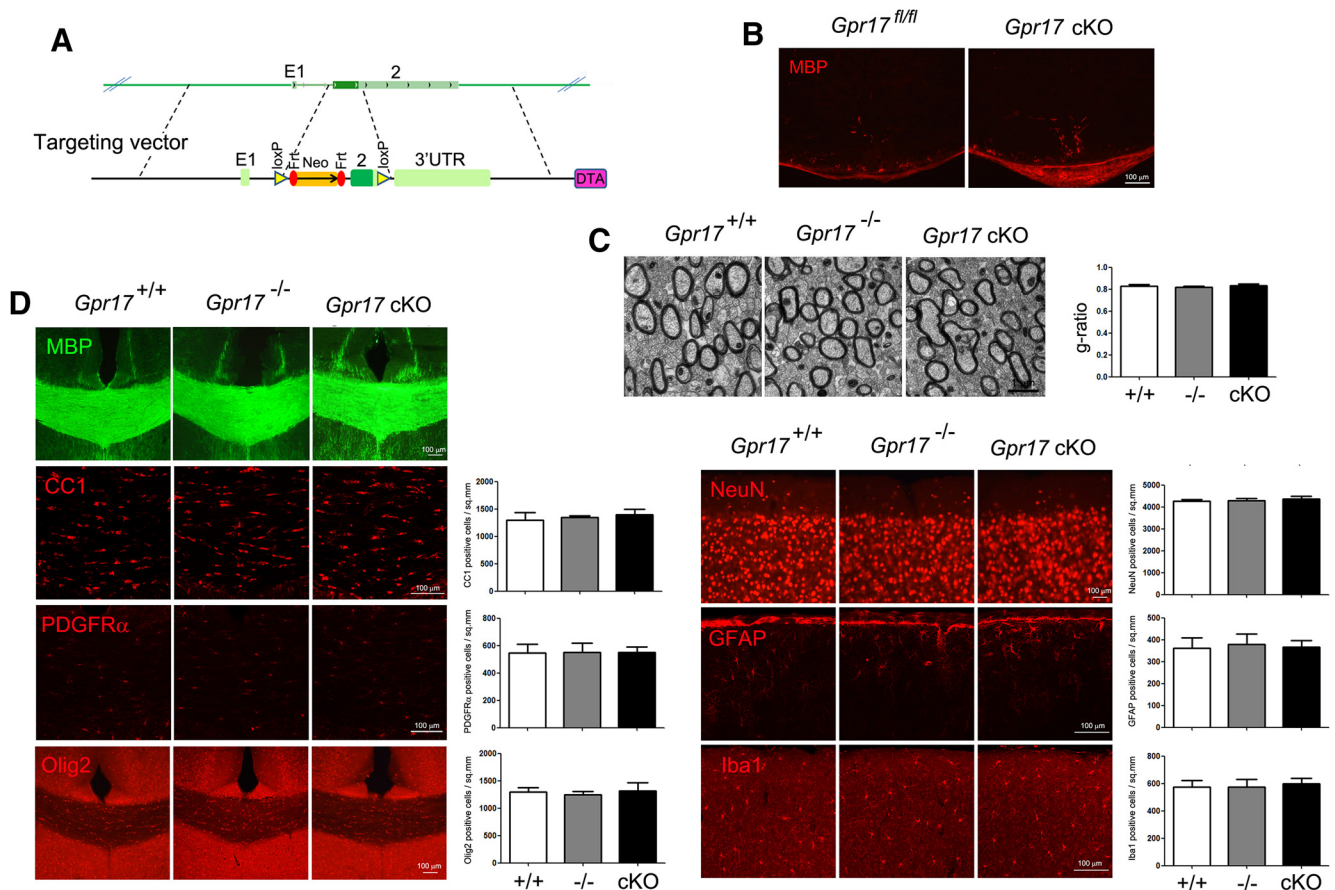 A
E1
2
Targeting vector
E1
loxP
Frt
Neo
Frt
2
loxP
3'UTR
DTA
B
Gpr17 fl/fl
Gpr17 cKO
MBP
100 μm
C
Gpr17 +/+
Gpr17 -/-
Gpr17 cKO
1 μm
g-ratio
1.0
0.8
0.6
0.4
0.2
0.0
+/+
-/-
cKO
D
Gpr17 +/+
Gpr17 -/-
Gpr17 cKO
MBP
100 μm
CC1
100 μm
CC1 positive cells / sq.mm
2000
1500
1000
500
0
PDGFRα
100 μm
PDGFRα positive cells / sq.mm
800
600
400
200
0
Olig2
100 μm
Olig2 positive cells / sq.mm
2000
1500
1000
500
0
+/+
-/-
cKO
Gpr17 +/+
Gpr17 -/-
Gpr17 cKO
NeuN
100 μm
NeuN positive cells / sq.mm
5000
4000
3000
2000
1000
0
GFAP
100 μm
GFAP positive cells / sq.mm
500
400
300
200
100
0
Iba1
100 μm
Iba1 positive cells / sq.mm
800
600
400
200
0
+/+
-/-
cKO